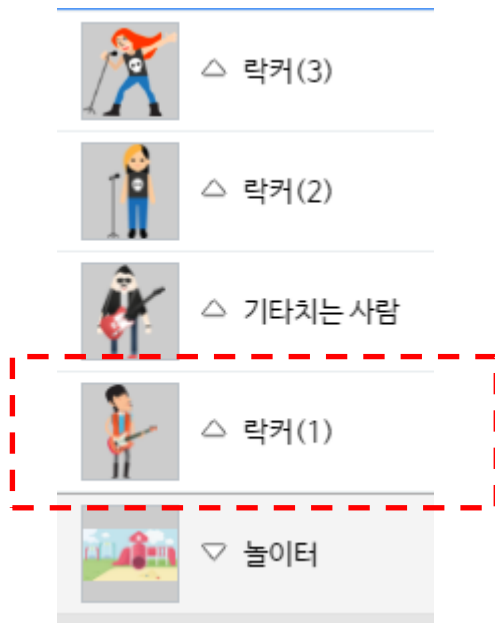 락커(3)
락커(2)
기타치는 사람
락커(1)
놀이터